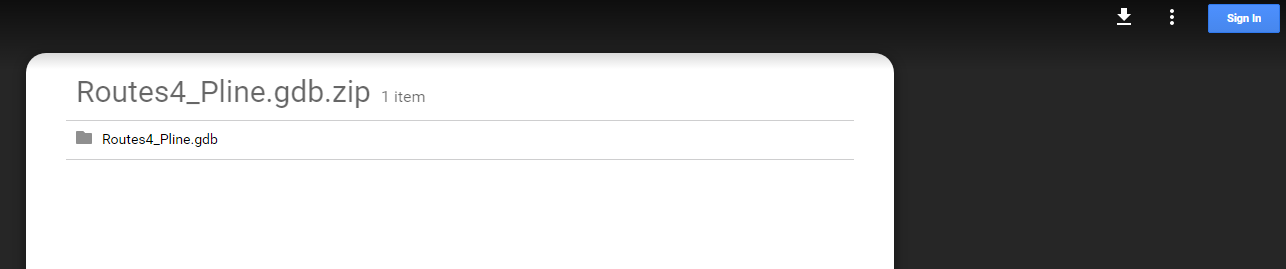 Sign In
Routes4_Pline.gdb.zip 1 item
Routes4_Pline.gdb